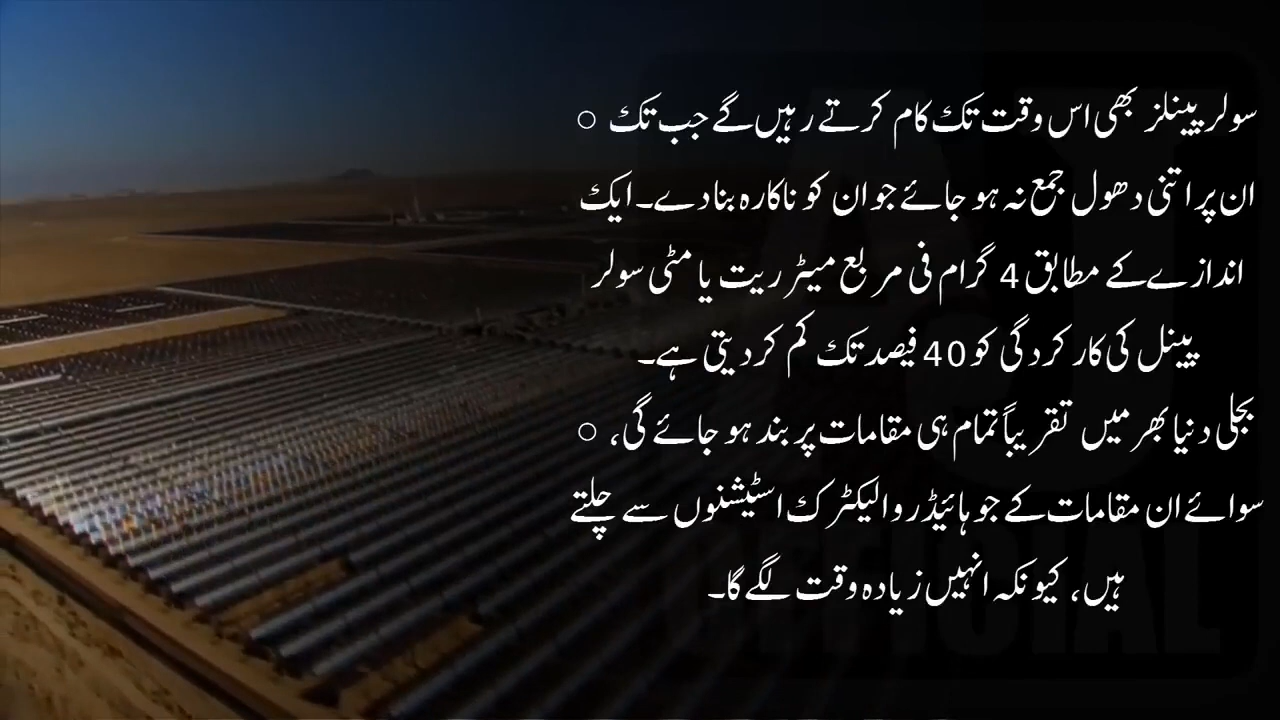 سولر پینلز بھی اس وقت تک کام کرتے رہیں گے جب تک ○
ان پر اتنی دھول جمع نہ ہو جائے جو ان کو ناکارہ بنا دے۔ ایک
اندازے کے مطابق 4 گرام فی مربع میٹر ریت یا مٹی سولر
پینل کی کارکردگی کو 40 فیصد تک کم کر دیتی ہے۔
بجلی دنیا بھر میں تقریباً تمام ہی مقامات پر بند ہو جائے گی، ○
سوائے ان مقامات کے جو ہائیڈرو الیکٹرک اسٹیشنوں سے چلتے
ہیں، کیونکہ انہیں زیادہ وقت لگے گا۔
AJ
OFFICIAL